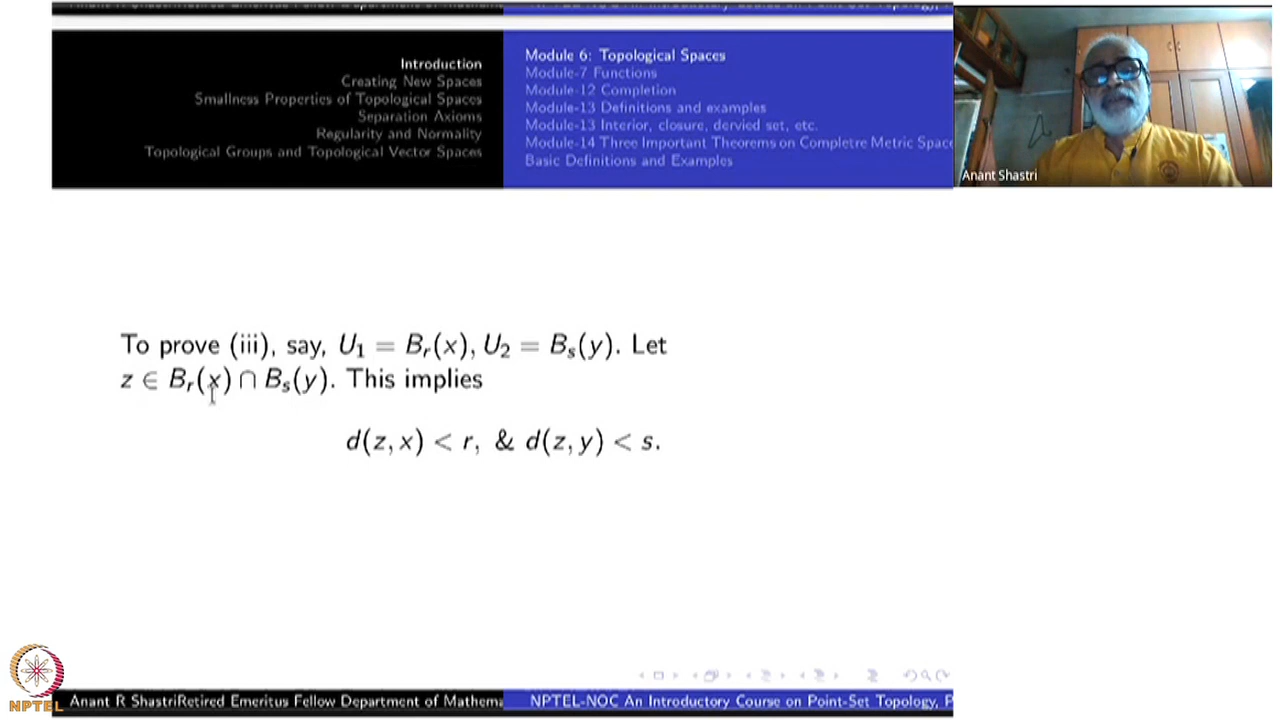 Introduction
Creating New Spaces
Smallness Properties of Topological Spaces
Separation Axioms
Regularity and Normality
Topological Groups and Topological Vector Spaces
Module 6: Topological Spaces
Module-7 Functions
Module-12 Completion
Module-13 Definitions and examples
Module-13 Interior, closure, dervied set, etc.
Module-14 Three Important Theorems on Completre Metric Space
Basic Definitions and Examples
Anant Shastri
To prove (iii), say, U₁ = Bᵣ(x), U₂ = Bₛ(y). Let
z ∈ Bᵣ(x) ∩ Bₛ(y). This implies
d(z, x) < r, & d(z, y) < s.
NPTEL
Anant R ShastriRetired Emeritus Fellow Department of Mathema
NPTEL-NOC An Introductory Course on Point-Set Topology, P